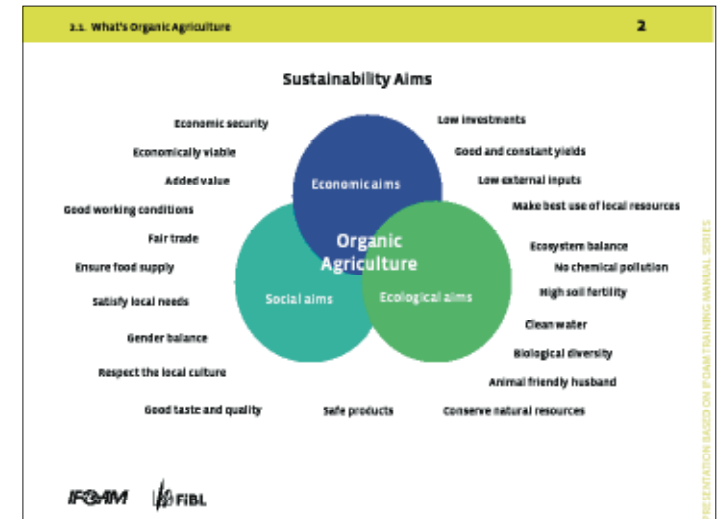 2.1. What's Organic Agriculture
2
Sustainability Aims
Economic security
Economically viable
Added value
Good working conditions
Fair trade
Ensure food supply
Satisfy local needs
Gender balance
Respect the local culture
Good taste and quality
Safe products
Low investments
Good and constant yields
Low external inputs
Make best use of local resources
Ecosystem balance
No chemical pollution
High soil fertility
Clean water
Biological diversity
Animal friendly husband
Conserve natural resources
Economic aims
Organic
Agriculture
Social aims
Ecological aims
IFOAM
FiBL
PRESENTATION BASED ON IFOAM TRAINING MANUAL SERIES